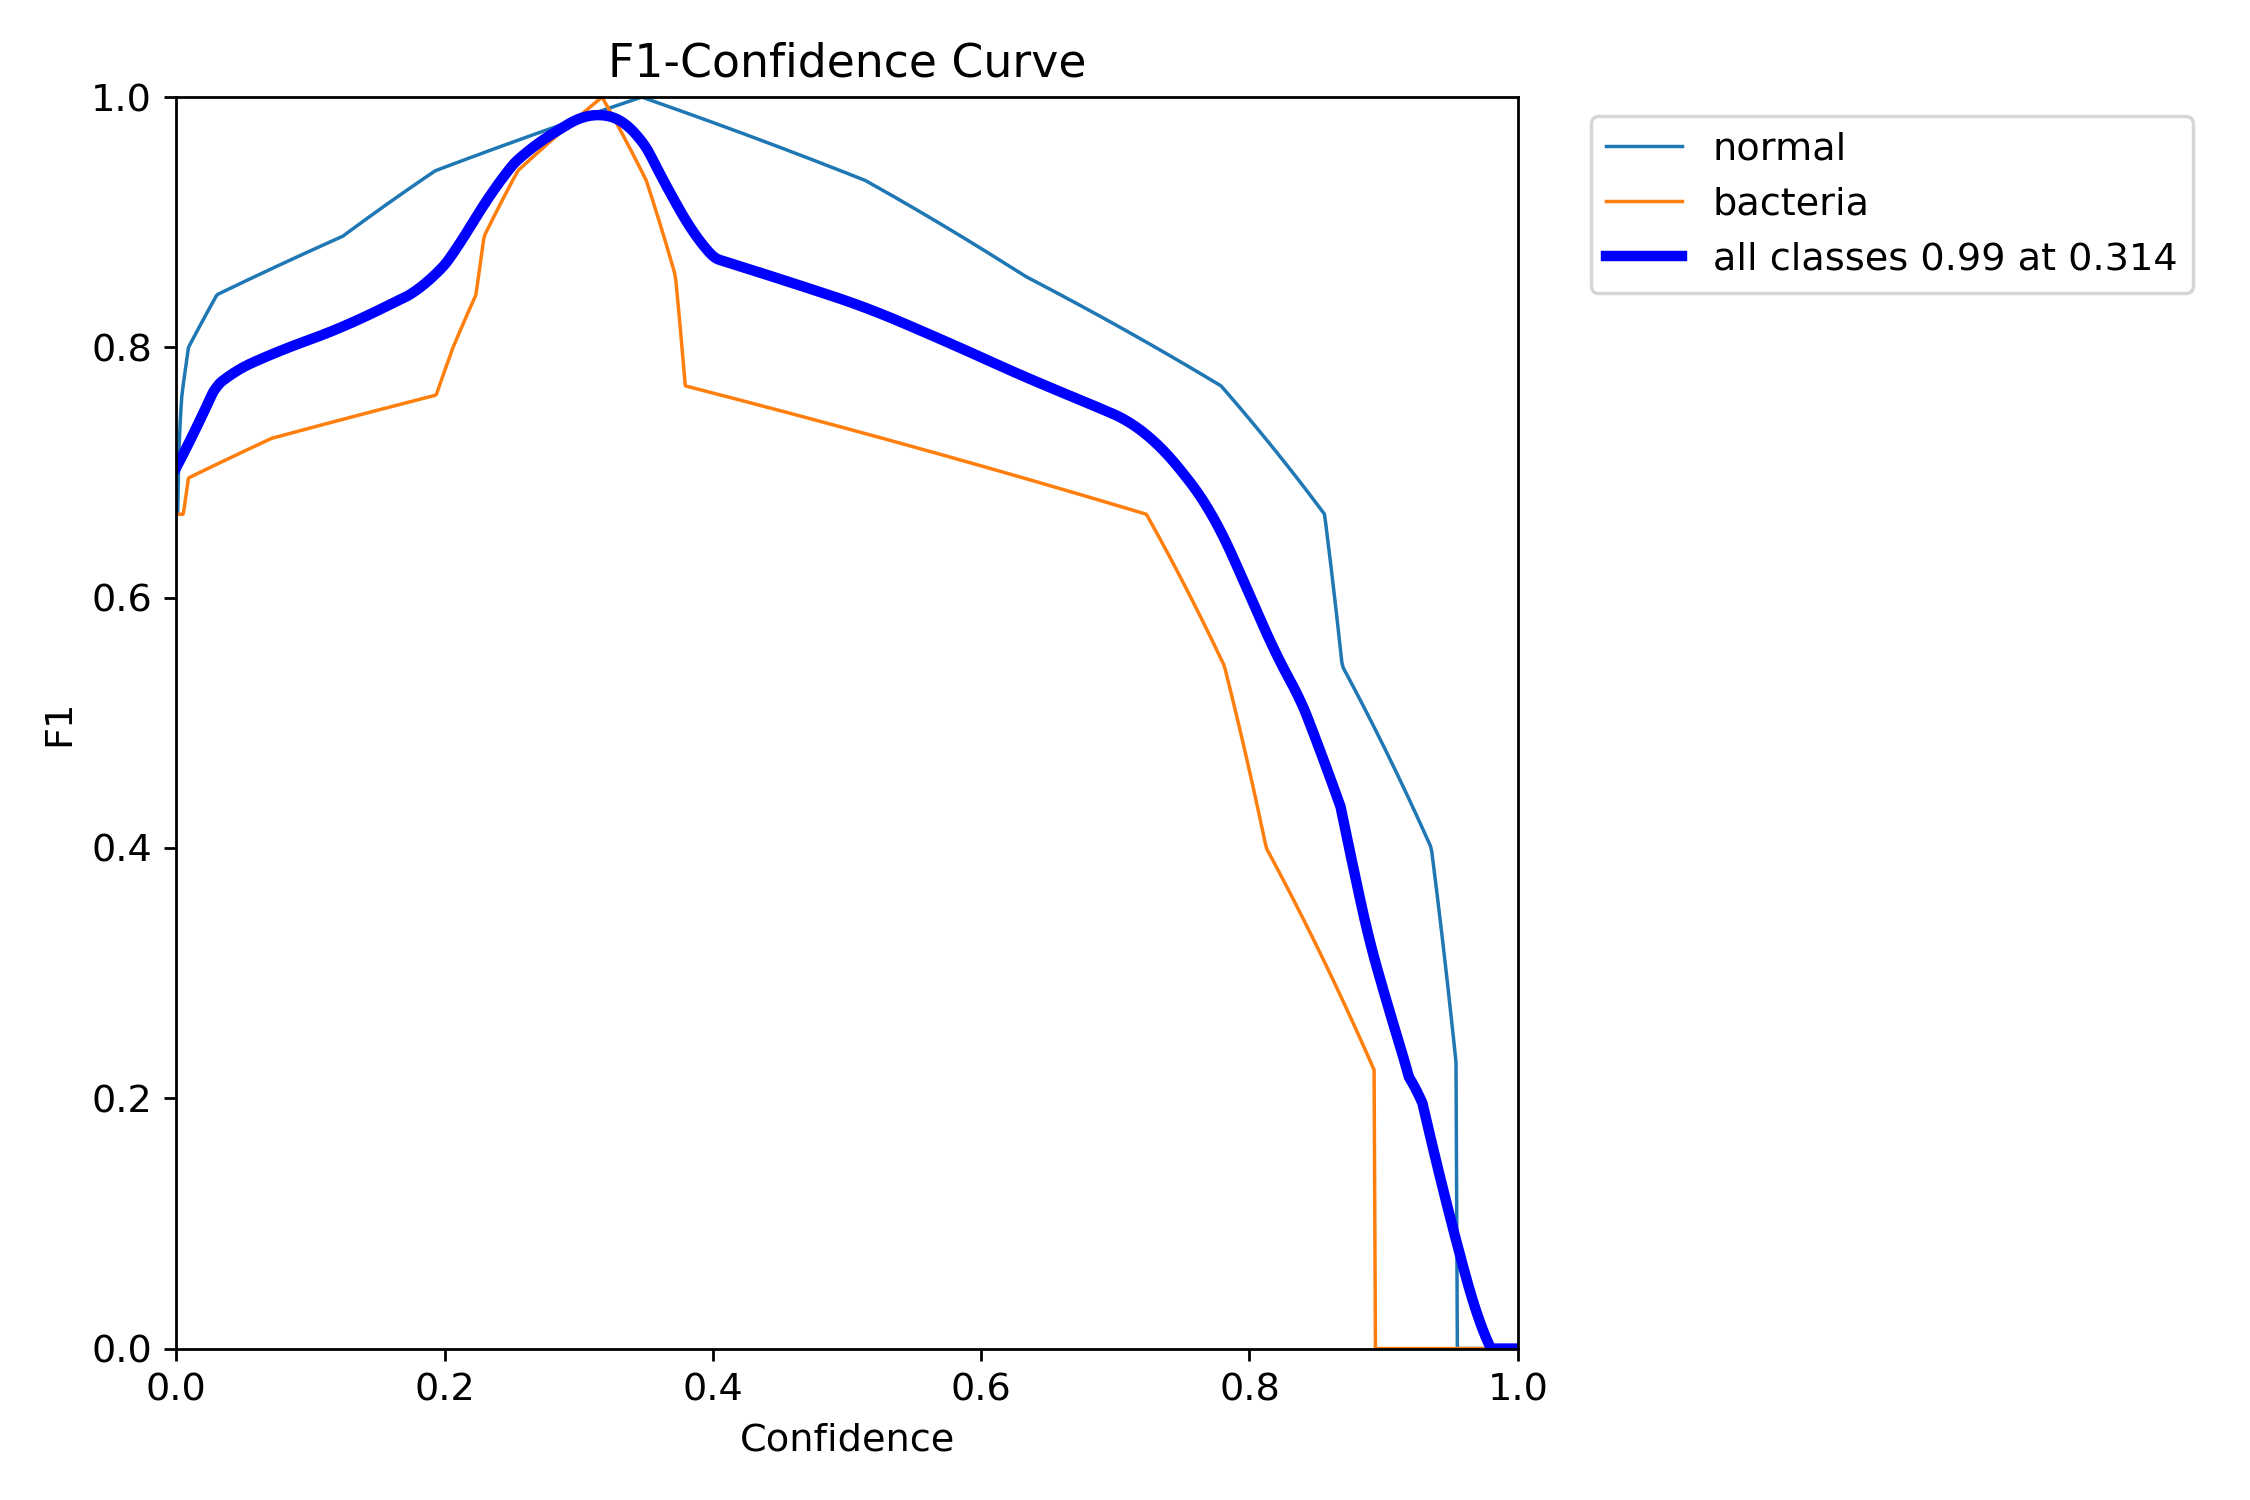 F1-Confidence Curve
1.0
0.8
0.6
0.4
0.2
0.0
F1
0.0 0.2 0.4 0.6 0.8 1.0
Confidence
normal
bacteria
all classes 0.99 at 0.314